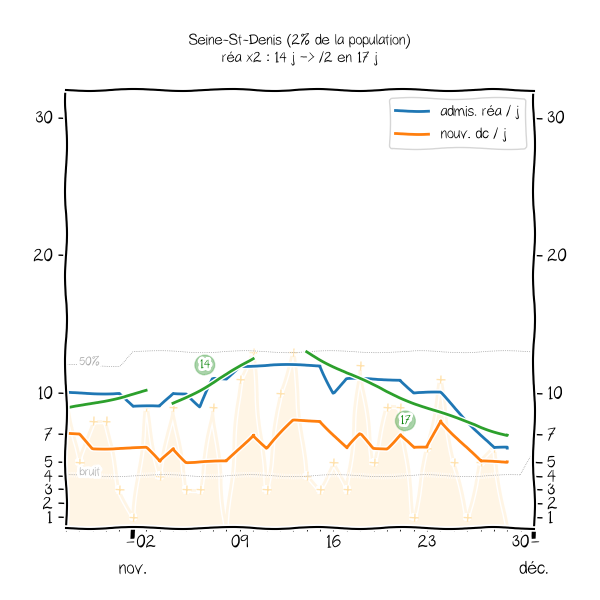 Seine-St-Denis (2% de la population)
réa x2 : 14 j -> /2 en 17 j
admis. réa / j
nouv. dc / j
30 30
20 20
50%
14
10 10
17
7 7
5 5
bruit
4 4
3 3
2 2
1 1
02 09 16 23 30
nov. déc.